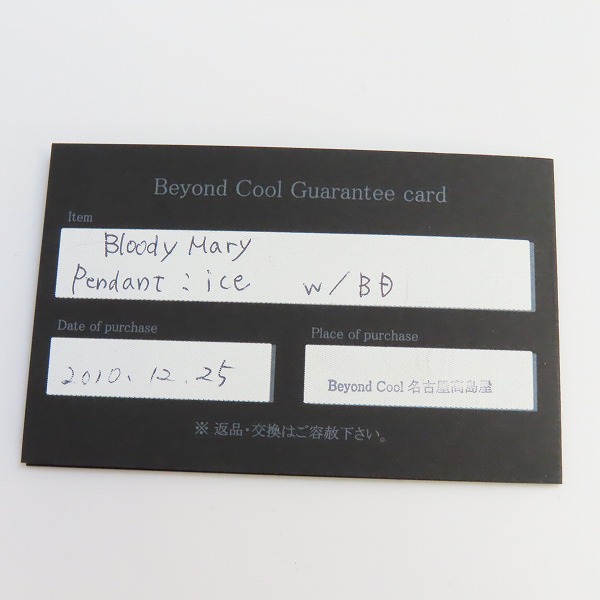 Beyond Cool Guarantee card
Item
Bloody Mary
Pendant : ice w/BD
Date of purchase
Place of purchase
2010.12.25
Beyond Cool 名古屋高島屋
※ 返品・交換はご容赦下さい。